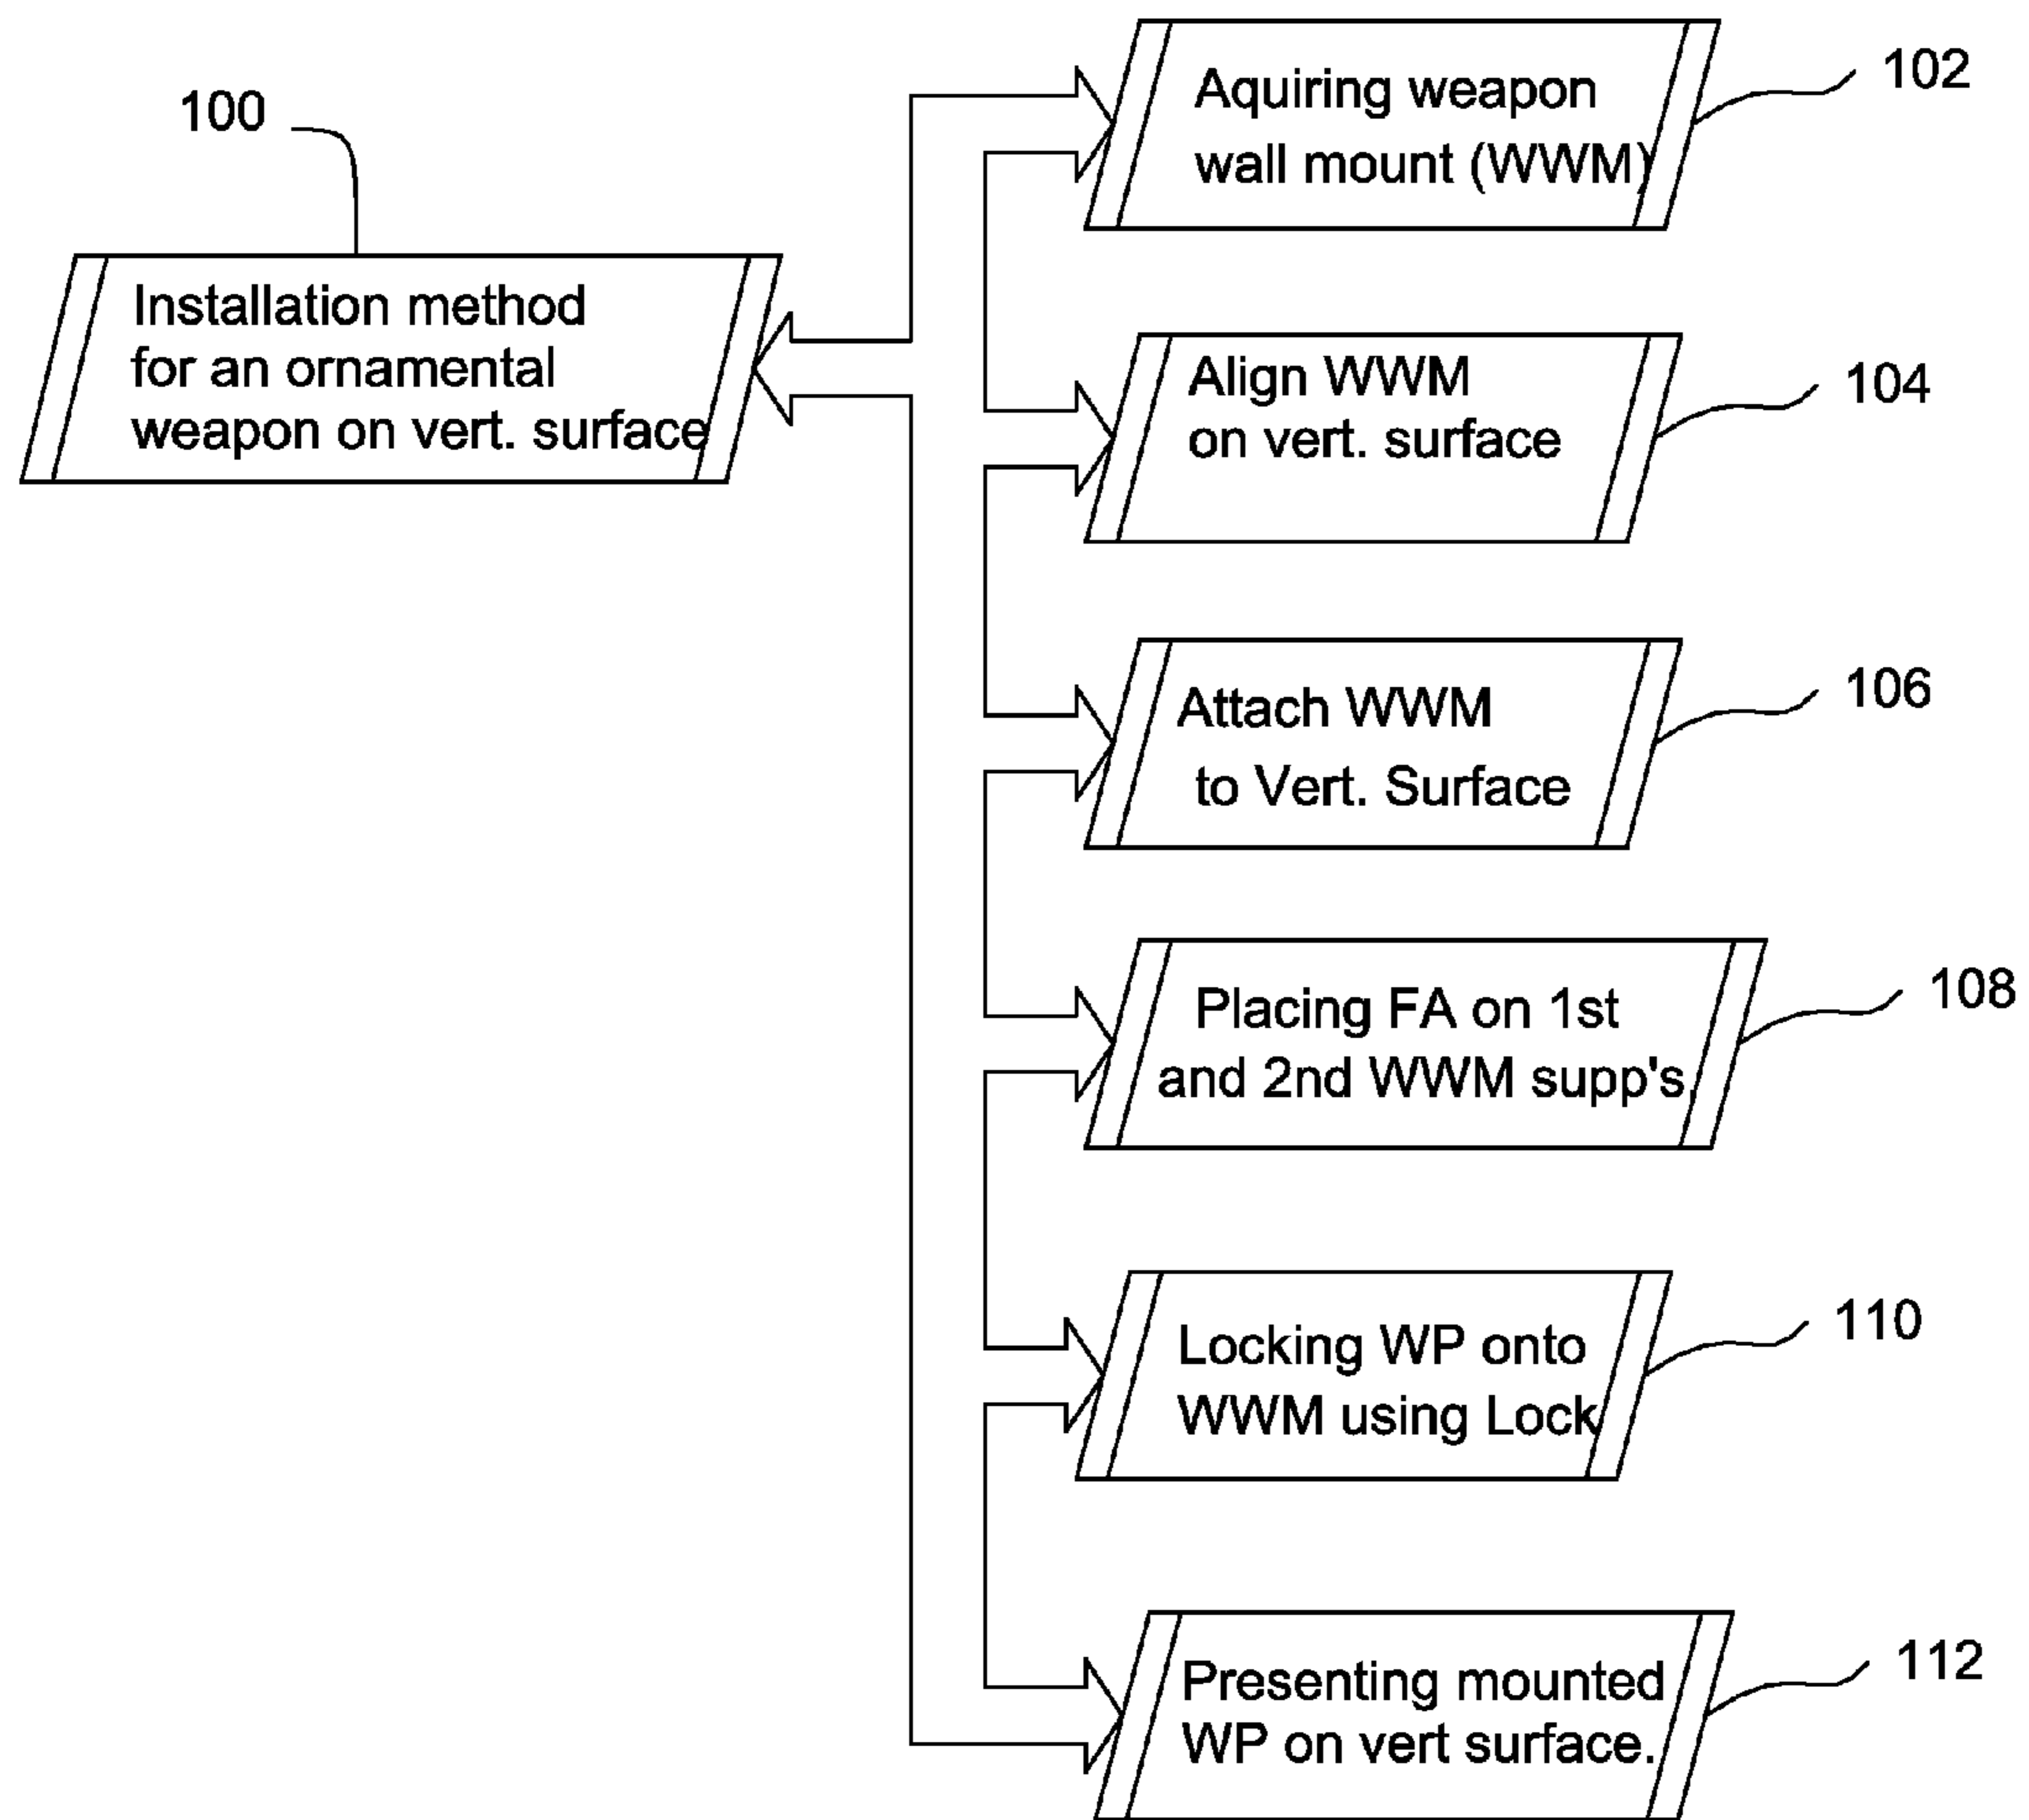 100
Installation method
for an ornamental
weapon on vert. surface
Aquiring weapon
wall mount (WWM)
102
Align WWM
on vert. surface
104
Attach WWM
to Vert. Surface
106
Placing FA on 1st
and 2nd WWM supp's
108
Locking WP onto
WWM using Lock
110
Presenting mounted
WP on vert surface.
112